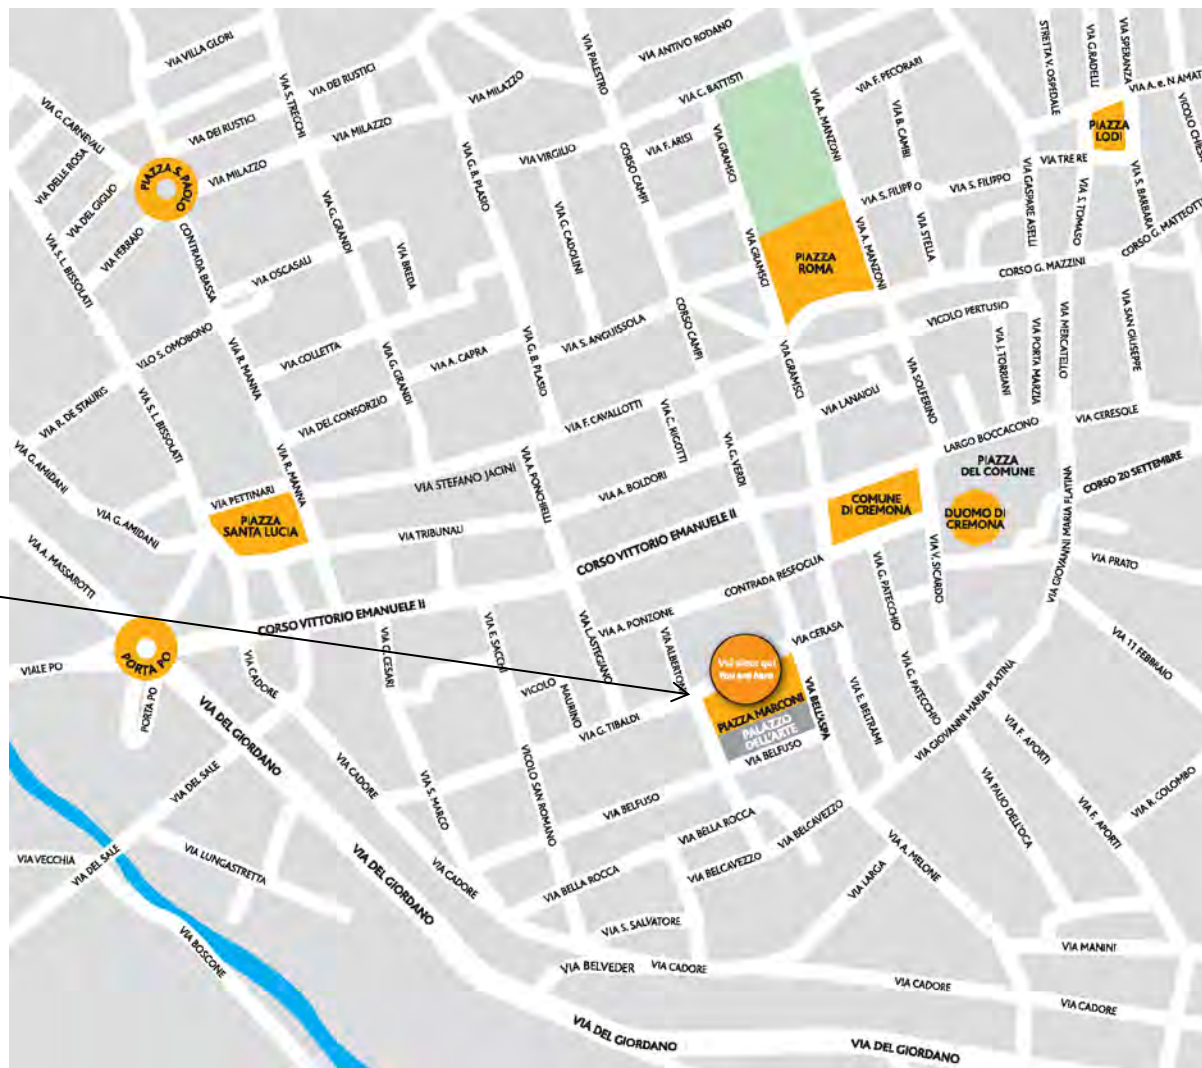 VIA VILLA GLORI
VIA S. TRECCHI
VIA DEI RUSTICI
VIA PALESTRO
VIA ANTIVO RODANO
VIA C. BATTISTI
VIA A. MANZONI
VIA F. PECORARI
STRETTA V. OSPEDALE
VIA G.RADELLI
VIA SPERANZA
VIA A. e. N AMAT
VIA G. CARNEVALI
VIA DEI RUSTICI
VIA MILAZZO
VIA MILAZZO
VIA MILAZZO
VIA DELLE ROSA
VIA DEL GIGLIO
VIA FEBRAIO
PIAZZA S. PAOLO
CONTRADA BASSA
VIA G. B. PLASIO
VIA VIRGILIO
CORSO CAMPI
VIA F. ARISI
VIA GRAMSCI
VIA B. CAMBI
PIAZZA
LODI
VIA TRE RE
VIA S. FILIPPO
VIA S. FILIPPO
VIA GASPARE ASELLI
VIA S. TOMASO
VIA S. BARBARA
CORSO G. MATTEOTTI
VIA S. L. BISSOLATI
VIA G. GRANDI
VIA BREDA
VIA G. CADOLINI
VIA OSCASALI
VIA GRAMSCI
PIAZZA
ROMA
VIA A. MANZONI
VIA STELLA
CORSO G. MAZZINI
V.LO S. OMOBONO
VIA R. MANNA
VIA COLLETTA
VIA G. GRANDI
VIA A. CAPRA
VIA G. B. PLASIO
VIA S. ANGUISSOLA
CORSO CAMPI
VIA GRAMSCI
VICOLO PERTUSIO
VIA J. TORRIANI
VIA PORTA MARZIA
VIA MERCATELLO
VIA SAN GIUSEPPE
VIA R. DE STAURIS
VIA S. L. BISSOLATI
VIA DEL CONSORZIO
VIA F. CAVALLOTTI
VIA C. RIGOTTI
VIA LANAIOLI
VIA SOLFERINO
LARGO BOCCACCINO
VIA CERESOLE
VIA G. AMIDANI
VIA G. AMIDANI
VIA PETTINARI
PIAZZA
SANTA LUCIA
VIA R. MANNA
VIA STEFANO JACINI
VIA A. PONCHIELLI
VIA A. BOLDORI
VIA G. VERDI
PIAZZA
DEL COMUNE
CORSO 20 SETTEMBRE
COMUNE
DI CREMONA
DUOMO DI
CREMONA
VIA A. MASSAROTTI
VIA TRIBUNALI
CORSO VITTORIO EMANUELE II
CORSO VITTORIO EMANUELE II
CONTRADA RESFOGLIA
VIA G. PATECCHIO
VIA V. SICARDO
VIA GIOVANNI MARIA PLATINA
VIA PRATO
VIALE PO
PORTA PO
PORTA PO
VIA CADORE
VIA G. CESARI
VIA E. SACCHI
VICOLO
MAURINO
VIA L.ASTEGIANO
VIA A. PONZONE
VIA ALBERTONI
Voi siete qui
You are here
VIA CERASA
VIA G. PATECCHIO
VIA 11 FEBBRAIO
VIA G. TIBALDI
PIAZZA MARCONI
PALAZZO
DELL'ARTE
VIA BELFUSO
VIA BELL'ASPA
VIA E. BELTRAMI
VIA GIOVANNI MARIA PLATINA
VIA F. APORTI
VIA DEL GIORDANO
VIA DEL SALE
VIA CADORE
VIA S. MARCO
VICOLO SAN ROMANO
VIA BELFUSO
VIA BELLA ROCCA
VIA BELCAVEZZO
VIA PALIO DELL'OCA
VIA F. APORTI
VIA R. COLOMBO
VIA VECCHIA
VIA DEL SALE
VIA LUNGASTRETTA
VIA DEL GIORDANO
VIA CADORE
VIA BELLA ROCCA
VIA BELCAVEZZO
VIA LARGA
VIA A. MELONE
VIA S. SALVATORE
VIA BOSCONE
VIA BELVEDER
VIA CADORE
VIA MANINI
VIA CADORE
VIA CADORE
VIA DEL GIORDANO
VIA DEL GIORDANO